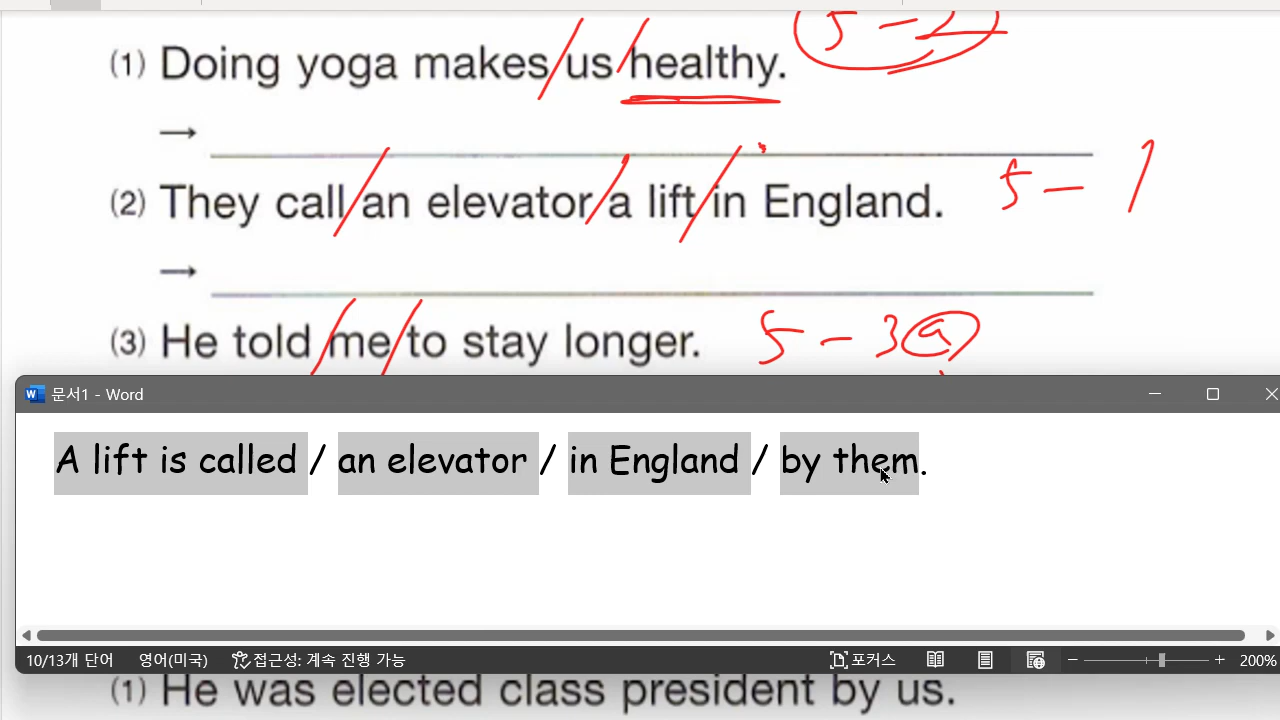 5-2
(1) Doing yoga makes/us/healthy.
→
(2) They call/an elevator/a lift/in England. 5-1
→
(3) He told/me/to stay longer. 5-3ⓐ
문서1 - Word
A lift is called / an elevator / in England / by them.
10/13개 단어 영어(미국) 접근성: 계속 진행 가능 포커스 200%
(1) He was elected class president by us.